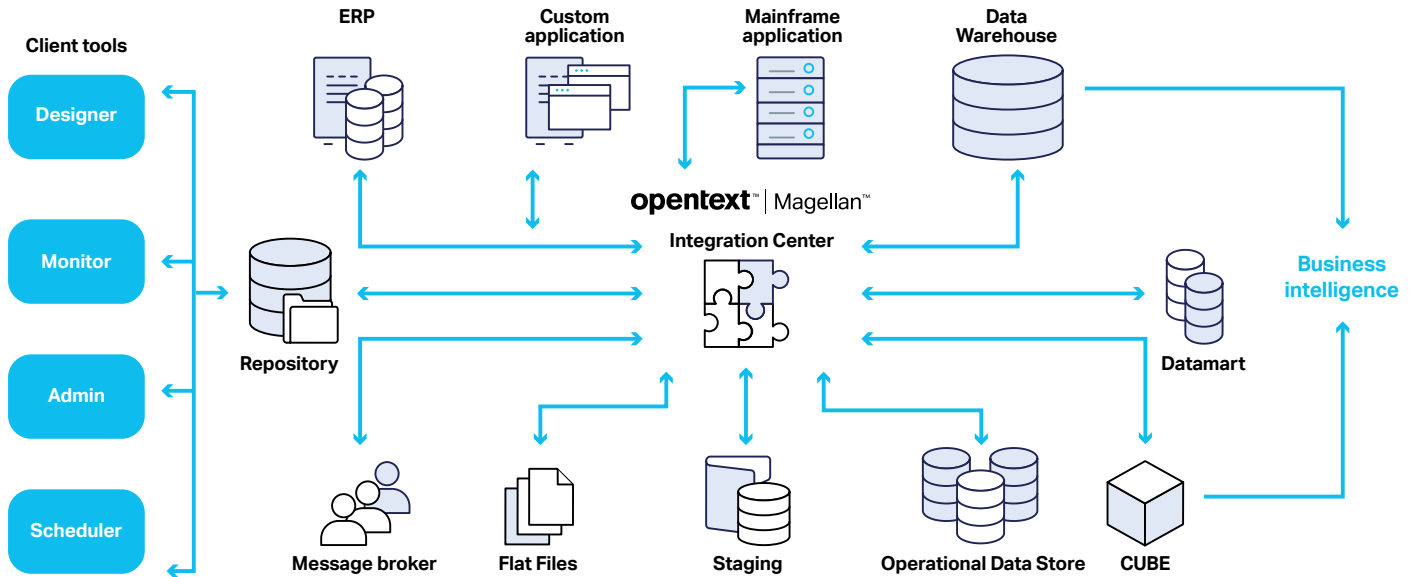 Client tools
Designer
Monitor
Admin
Scheduler
ERP
Custom
application
Mainframe
application
Data
Warehouse
opentext™ | Magellan™
Integration Center
Repository
Datamart
Business
intelligence
Message broker
Flat Files
Staging
Operational Data Store
CUBE